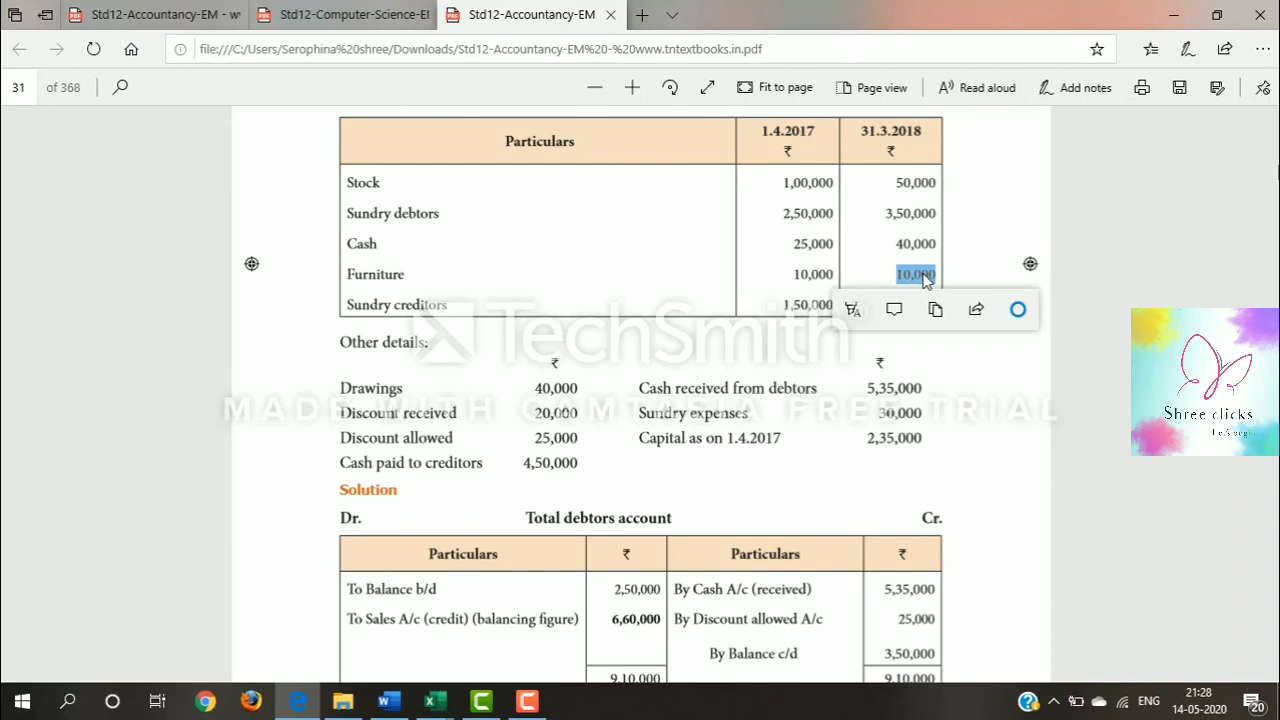 Std12-Accountancy-EM - w
Std12-Computer-Science-EM
Std12-Accountancy-EM
file:///C:/Users/Serophina%20shree/Downloads/Std12-Accountancy-EM%20-%20www.tntextbooks.in.pdf
31 of 368 Fit to page Page view Read aloud Add notes
Particulars 1.4.2017 31.3.2018
₹ ₹
Stock 1,00,000 50,000
Sundry debtors 2,50,000 3,50,000
Cash 25,000 40,000
Furniture 10,000 10,000
Sundry creditors 1,50,000
TechSmith
Other details:
₹ ₹
Drawings 40,000 Cash received from debtors 5,35,000
MADE WITH CAMTASIA FREE TRIAL
Discount received 20,000 Sundry expenses 30,000
Discount allowed 25,000 Capital as on 1.4.2017 2,35,000
Cash paid to creditors 4,50,000
Shree clicks
Solution
Dr. Total debtors account Cr.
Particulars ₹ Particulars ₹
To Balance b/d 2,50,000 By Cash A/c (received) 5,35,000
To Sales A/c (credit) (balancing figure) 6,60,000 By Discount allowed A/c 25,000
By Balance c/d 3,50,000
9,10,000 9,10,000
ENG
21:28
14-05-2020
20